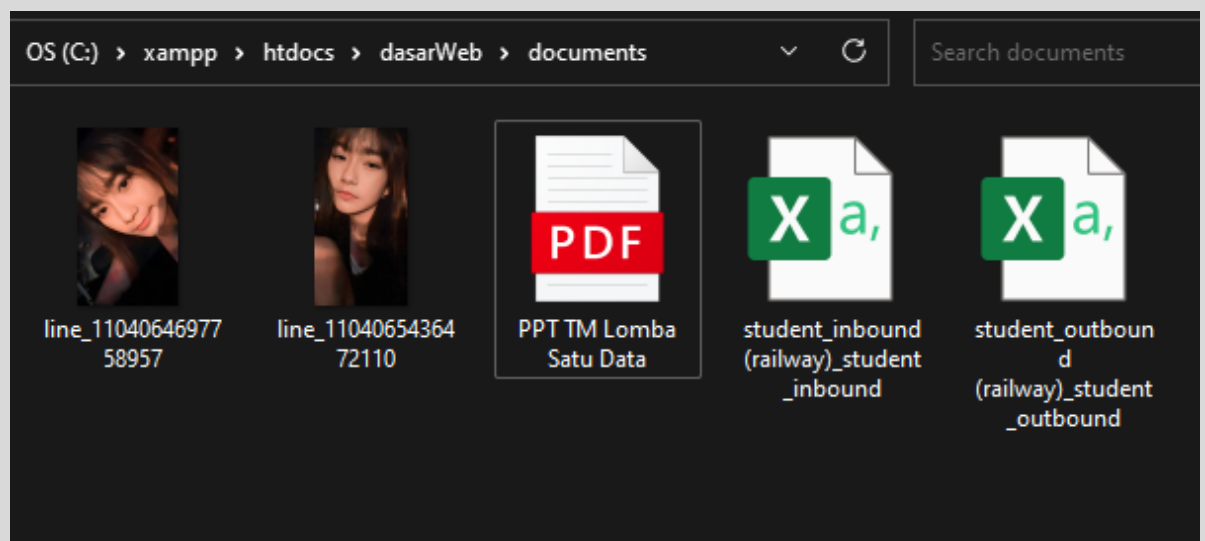 OS (C:) › xampp › htdocs › dasarWeb › documents
Search documents
line_11040646977
58957
line_11040654364
72110
PDF
PPT TM Lomba
Satu Data
X a,
student_inbound
(railway)_student
_inbound
X a,
student_outboun
d
(railway)_student
_outbound